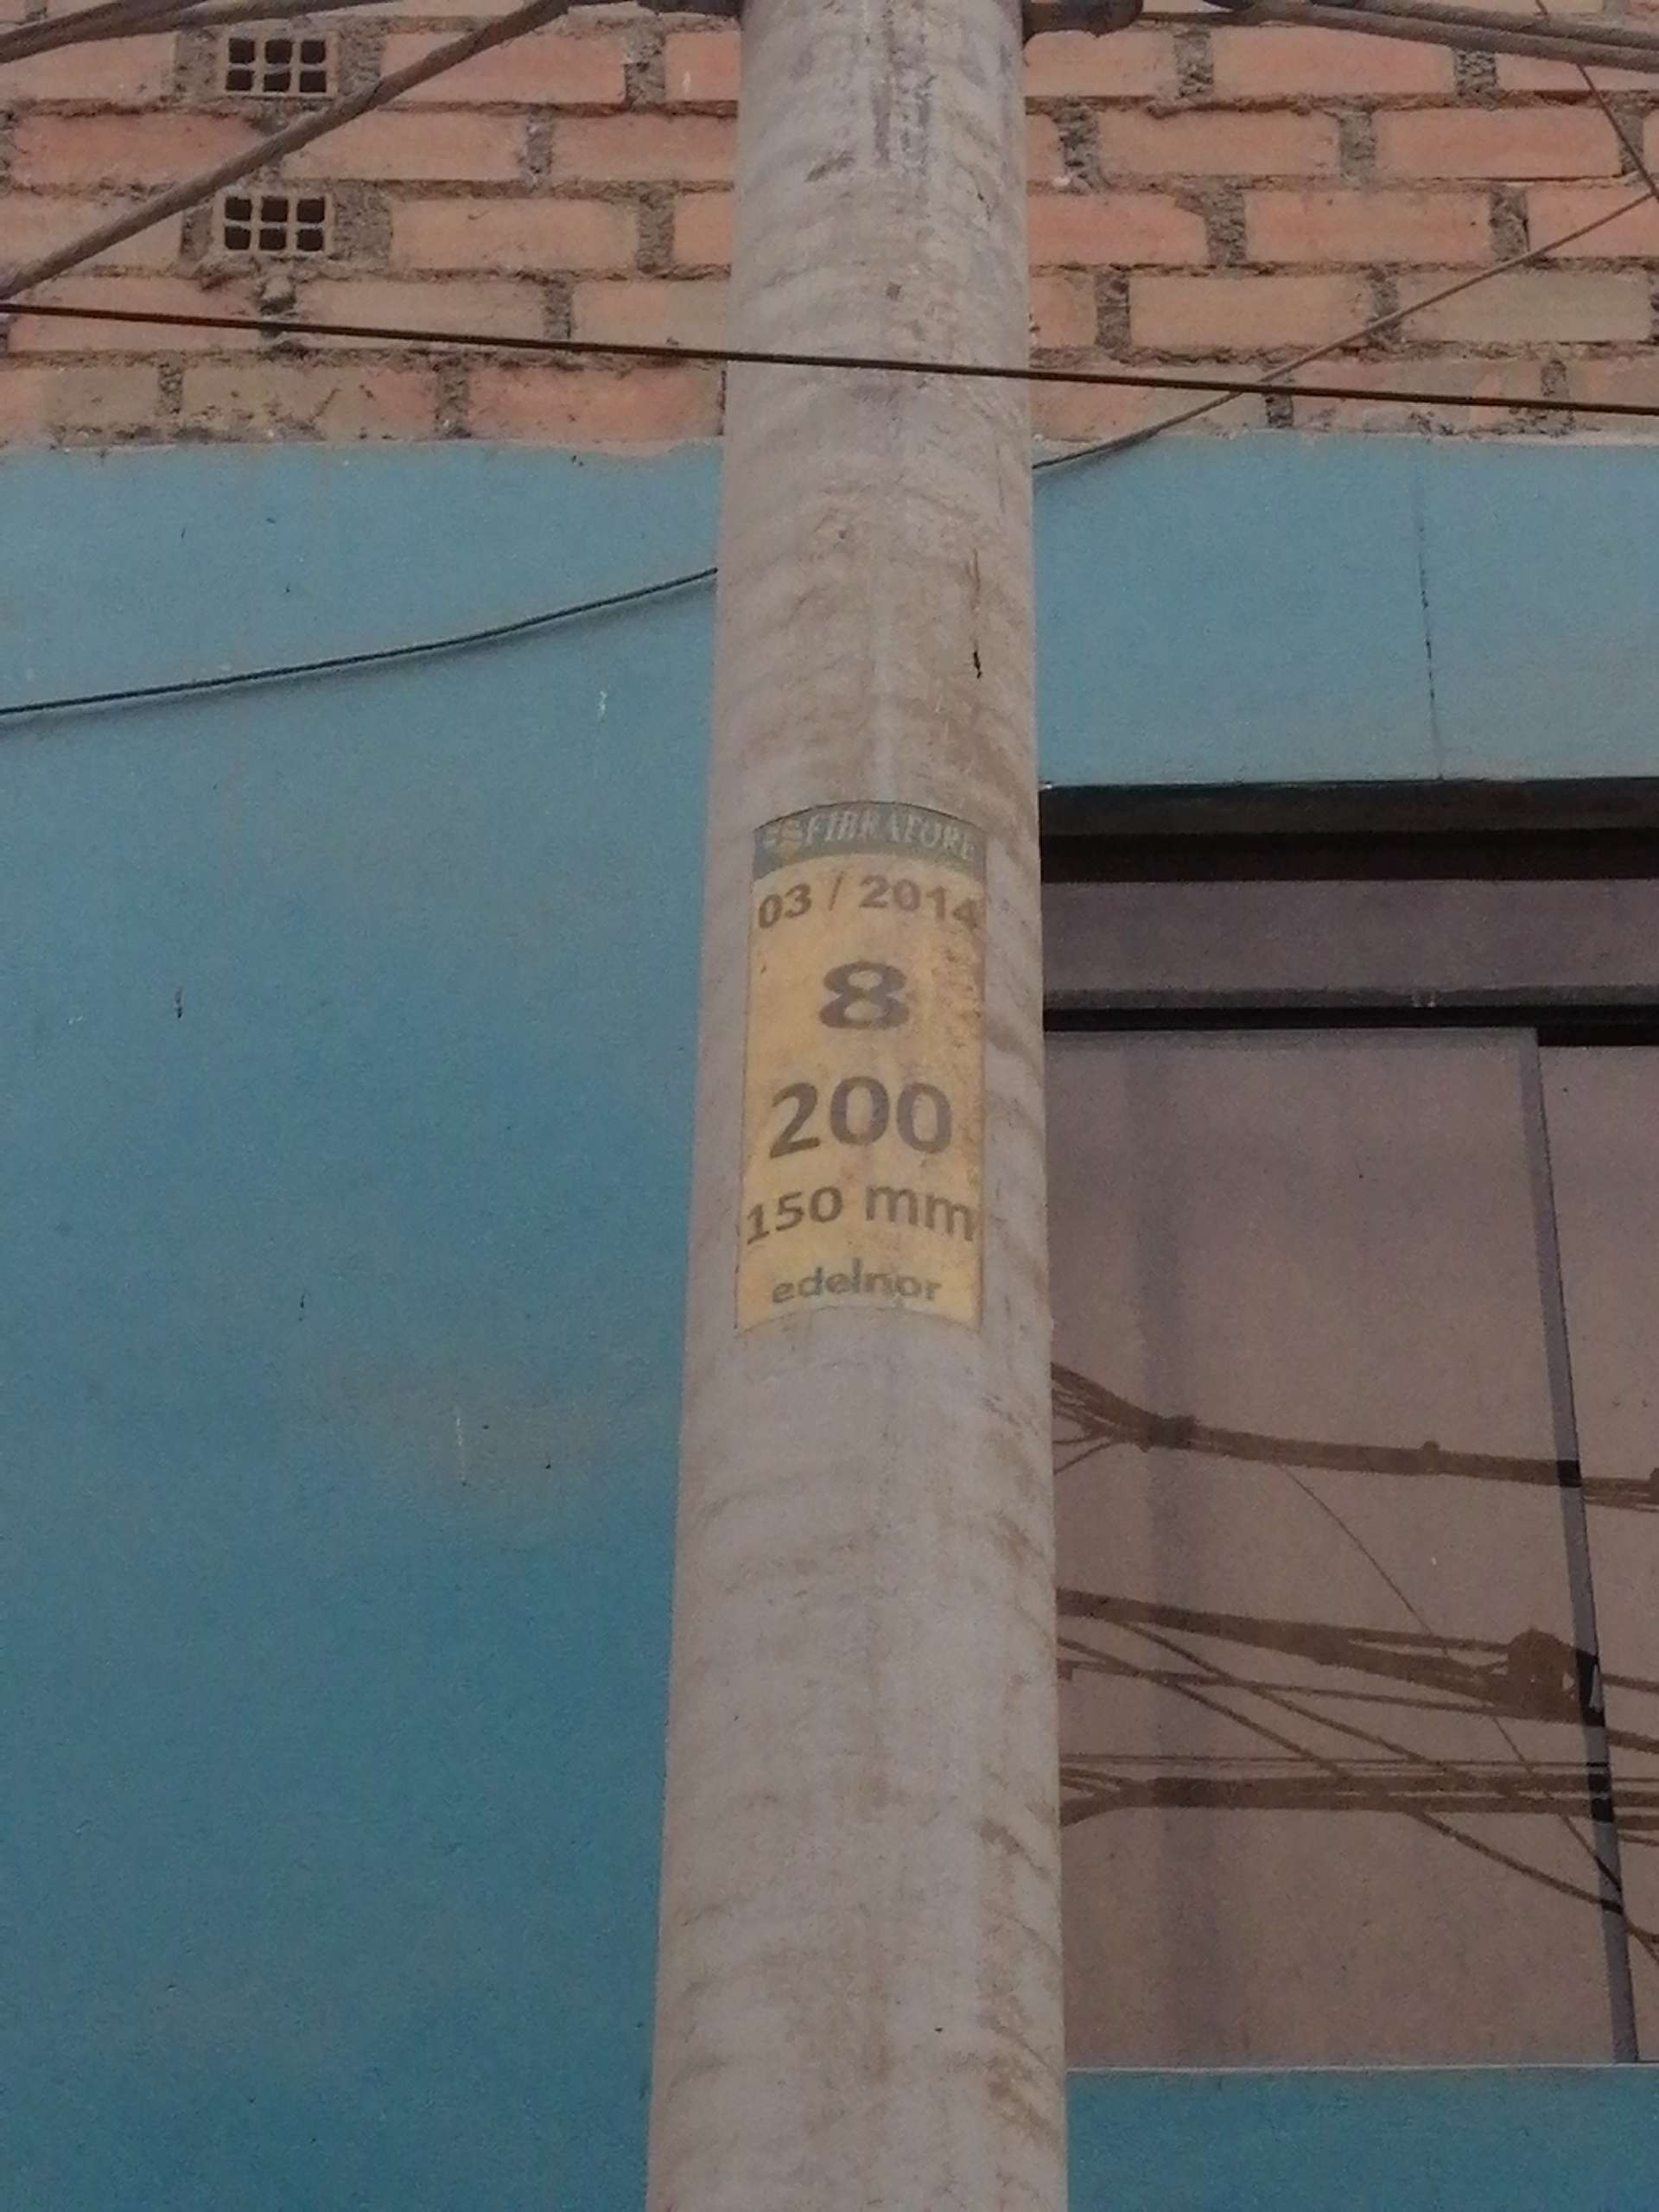 FIBRATORE
03 / 2014
8
200
150 mm
edelnor